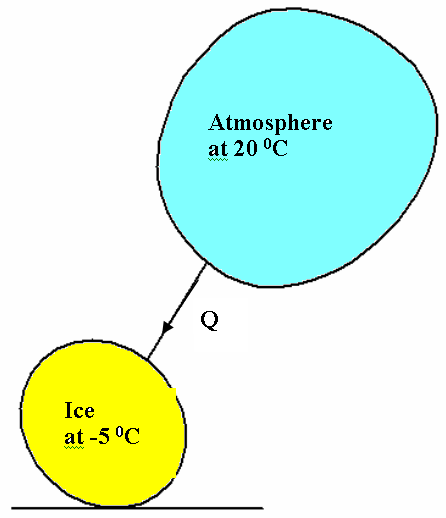 Atmosphere
at 20 ⁰C
Q
Ice
at -5 ⁰C